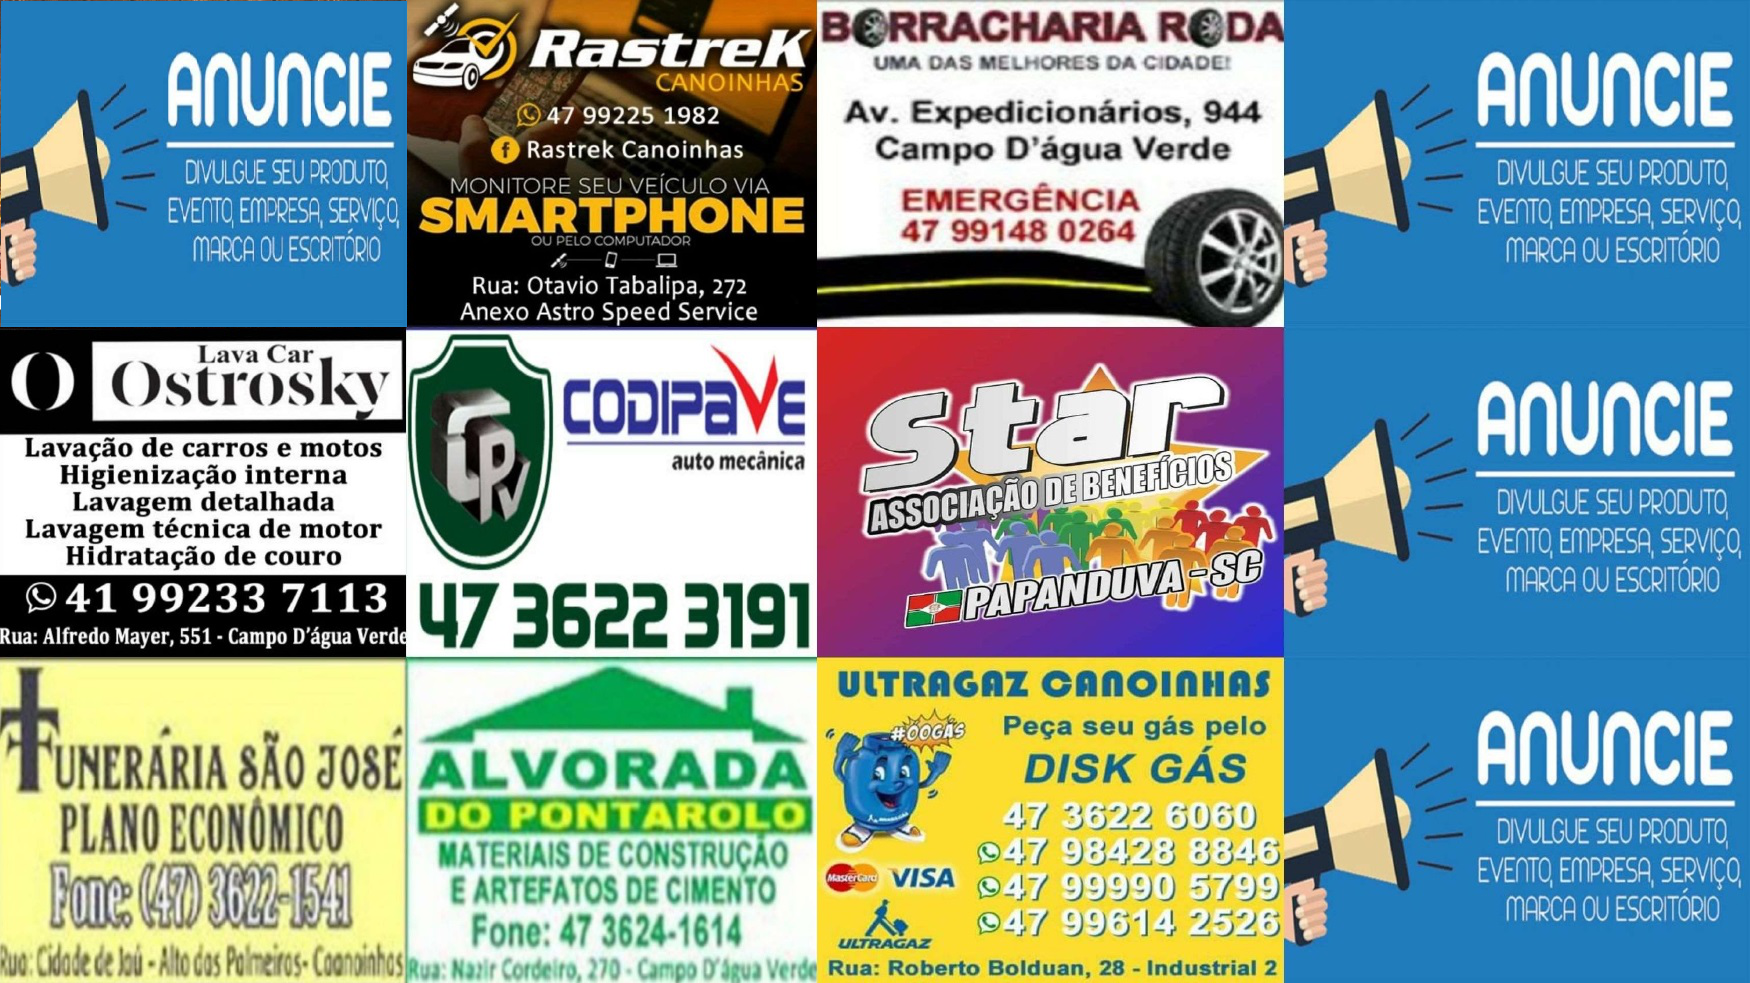 ANUNCIE
DIVULGUE SEU PRODUTO,
EVENTO, EMPRESA, SERVIÇO,
MARCA OU ESCRITÓRIO
Rastrek
CANOINHAS
47 99225 1982
Rastrek Canoinhas
MONITORE SEU VEÍCULO VIA
SMARTPHONE
OU PELO COMPUTADOR
Rua: Otavio Tabalipa, 272
Anexo Astro Speed Service
BORRACHARIA RODA
UMA DAS MELHORES DA CIDADE!
Av. Expedicionários, 944
Campo D'água Verde
EMERGÊNCIA
47 99148 0264
ANUNCIE
DIVULGUE SEU PRODUTO,
EVENTO, EMPRESA, SERVIÇO,
MARCA OU ESCRITÓRIO
O
Lava Car
Ostrosky
Lavação de carros e motos
Higienização interna
Lavagem detalhada
Lavagem técnica de motor
Hidratação de couro
41 99233 7113
Rua: Alfredo Mayer, 551 - Campo D'água Verde
CPV
CODIPAVE
auto mecânica
47 3622 3191
Star
ASSOCIAÇÃO DE BENEFÍCIOS
PAPANDUVA - SC
ANUNCIE
DIVULGUE SEU PRODUTO,
EVENTO, EMPRESA, SERVIÇO,
MARCA OU ESCRITÓRIO
FUNERÁRIA SÃO JOSÉ
PLANO ECONÔMICO
Fone: (47) 3622-1541
Rua: Cidade de Jaú - Alto das Palmeiras - Caanoinhas
ALVORADA
DO PONTAROLO
MATERIAIS DE CONSTRUÇÃO
E ARTEFATOS DE CIMENTO
Fone: 47 3624-1614
Rua: Nazir Cordeiro, 270 - Campo D'água Verde
ULTRAGAZ CANOINHAS
#OOGÁS
Peça seu gás pelo
DISK GÁS
47 3622 6060
47 98428 8846
MasterCard VISA
47 99990 5799
47 99614 2526
ULTRAGAZ
Rua: Roberto Bolduan, 28 - Industrial 2
ANUNCIE
DIVULGUE SEU PRODUTO,
EVENTO, EMPRESA, SERVIÇO,
MARCA OU ESCRITÓRIO